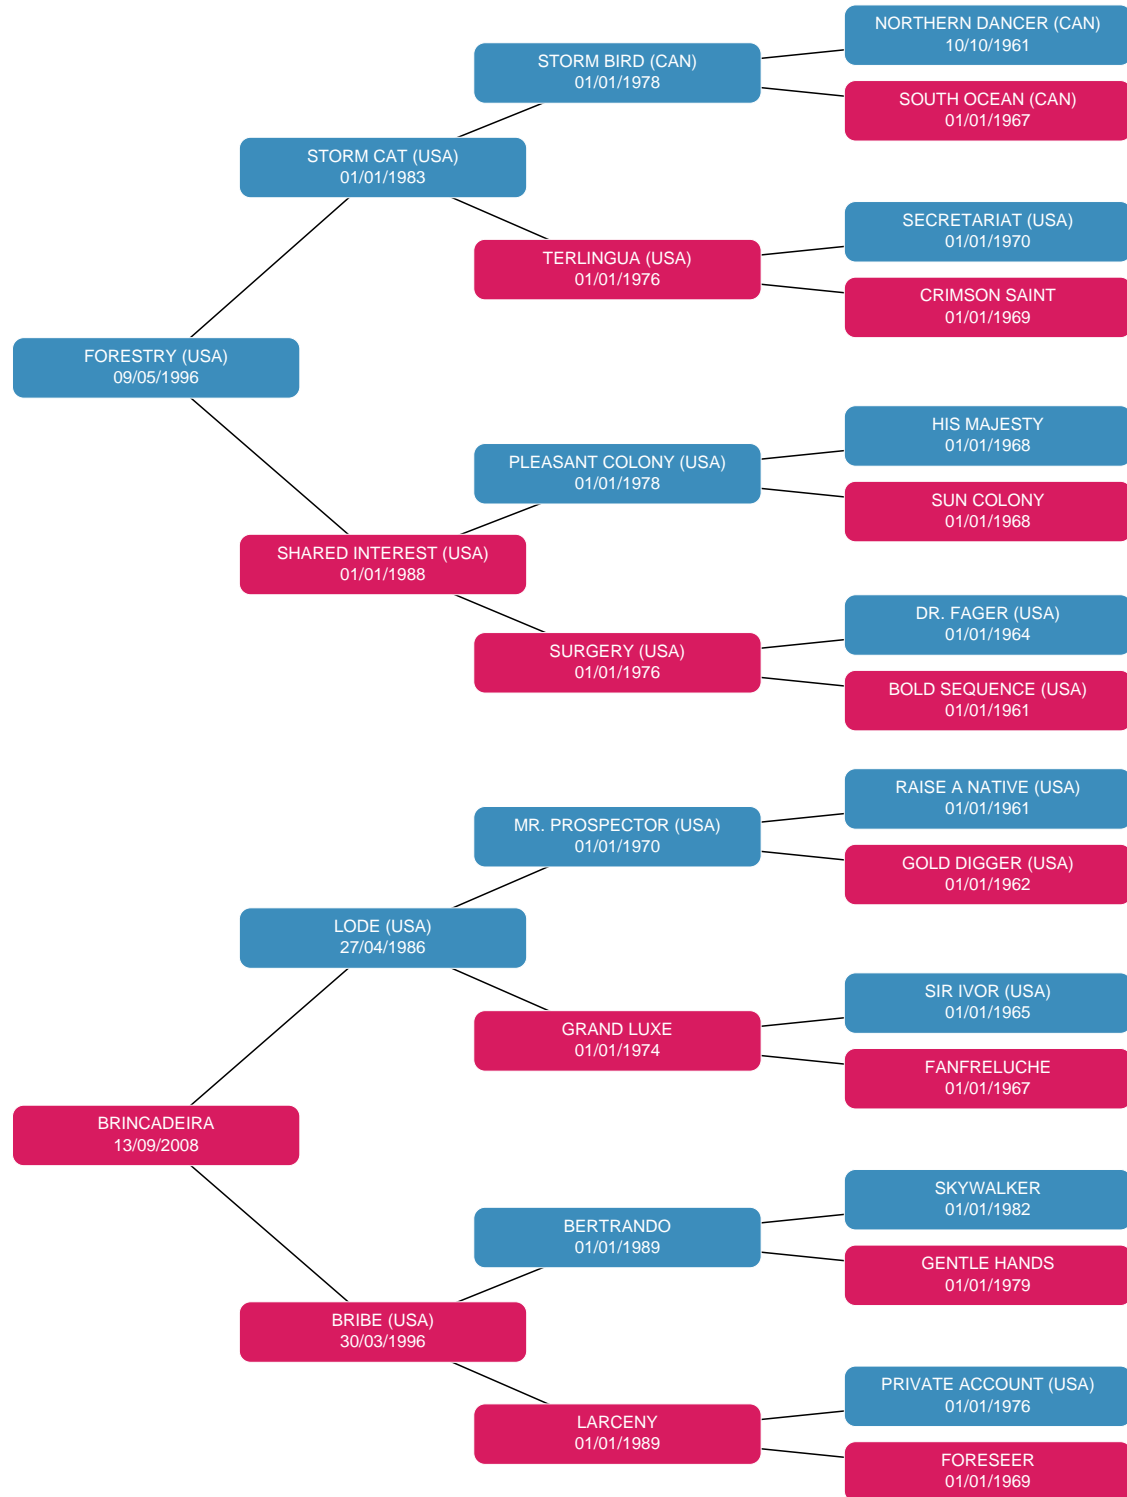 NORTHERN DANCER (CAN)
10/10/1961
STORM BIRD (CAN)
01/01/1978
SOUTH OCEAN (CAN)
01/01/1967
STORM CAT (USA)
01/01/1983
SECRETARIAT (USA)
01/01/1970
TERLINGUA (USA)
01/01/1976
CRIMSON SAINT
01/01/1969
FORESTRY (USA)
09/05/1996
HIS MAJESTY
01/01/1968
PLEASANT COLONY (USA)
01/01/1978
SUN COLONY
01/01/1968
SHARED INTEREST (USA)
01/01/1988
DR. FAGER (USA)
01/01/1964
SURGERY (USA)
01/01/1976
BOLD SEQUENCE (USA)
01/01/1961
RAISE A NATIVE (USA)
01/01/1961
MR. PROSPECTOR (USA)
01/01/1970
GOLD DIGGER (USA)
01/01/1962
LODE (USA)
27/04/1986
SIR IVOR (USA)
01/01/1965
GRAND LUXE
01/01/1974
FANFRELUCHE
01/01/1967
BRINCADEIRA
13/09/2008
SKYWALKER
01/01/1982
BERTRANDO
01/01/1989
GENTLE HANDS
01/01/1979
BRIBE (USA)
30/03/1996
PRIVATE ACCOUNT (USA)
01/01/1976
LARCENY
01/01/1989
FORESEER
01/01/1969